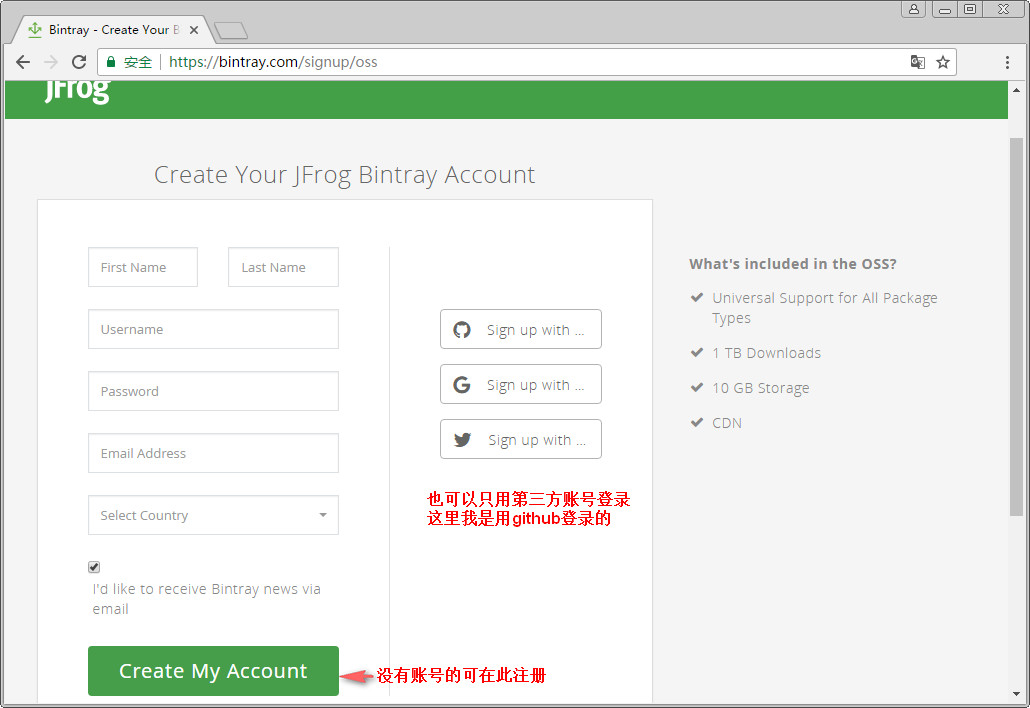 Bintray - Create Your B
安全
https://bintray.com/signup/oss
JFrog
Create Your JFrog Bintray Account
First Name
Last Name
Username
Password
Email Address
Select Country
I'd like to receive Bintray news via
email
Create My Account
没有账号的可在此注册
Sign up with ...
Sign up with ...
Sign up with ...
也可以只用第三方账号登录
这里我是用github登录的
What's included in the OSS?
Universal Support for All Package
Types
1 TB Downloads
10 GB Storage
CDN